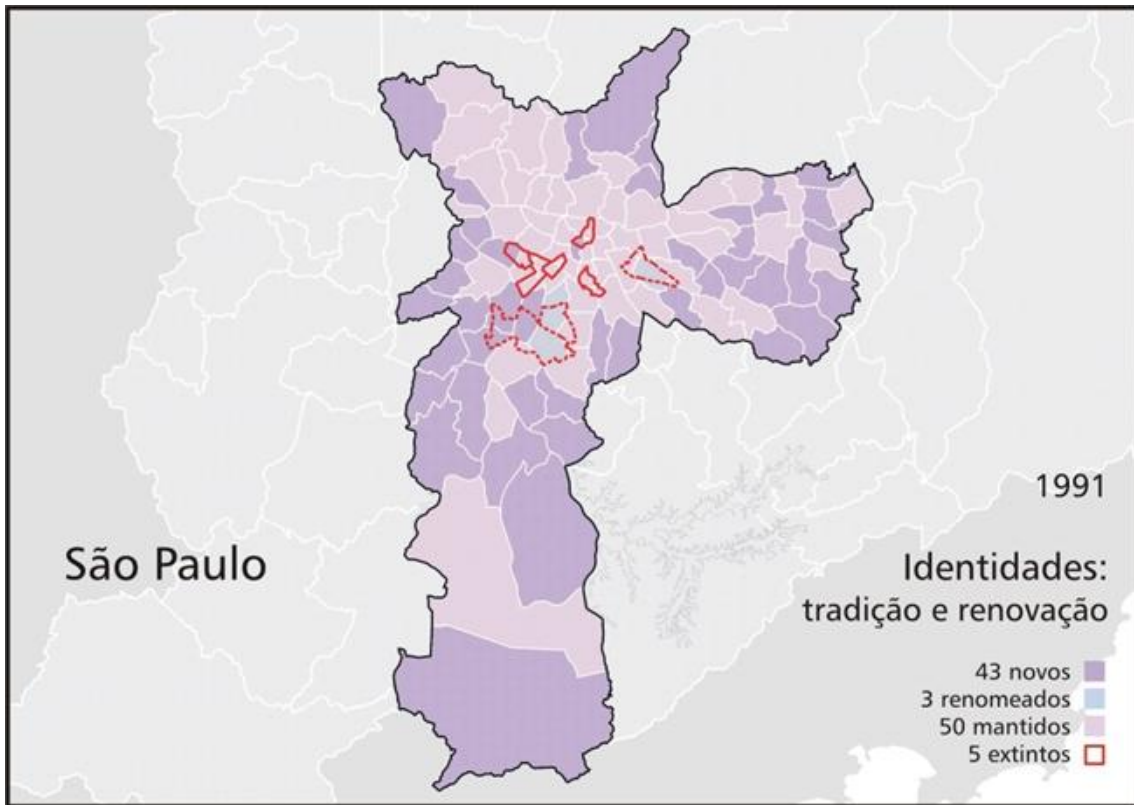 1991
São Paulo
Identidades:
tradição e renovação
43 novos
3 renomeados
50 mantidos
5 extintos